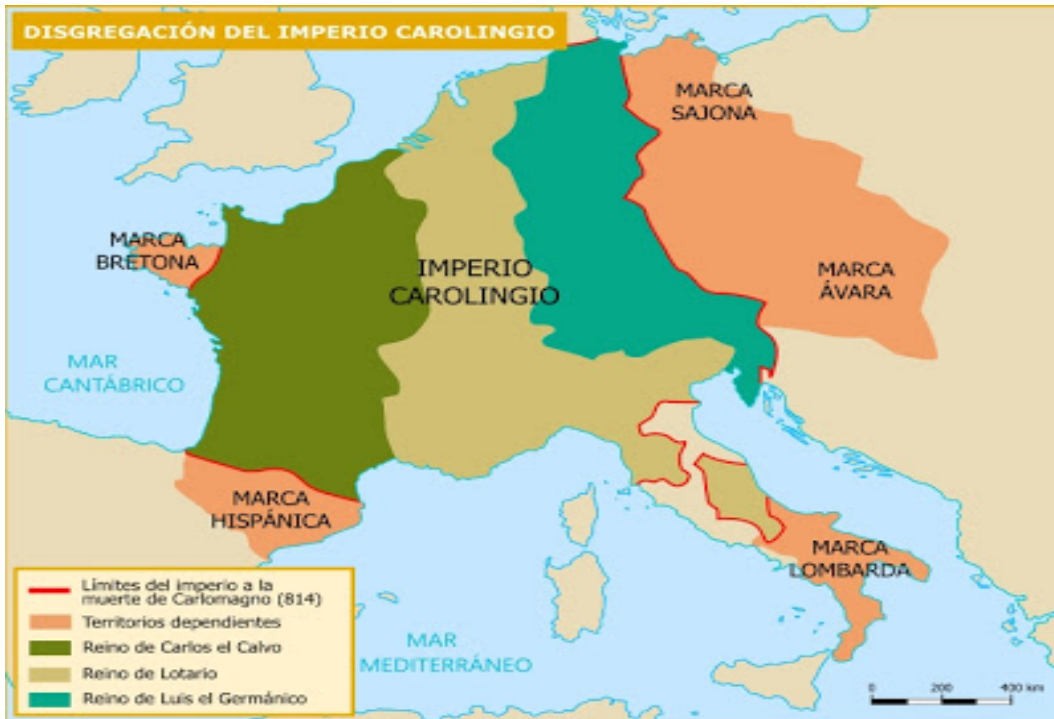 DISGREGACIÓN DEL IMPERIO CAROLINGIO
MARCA
SAJONA
MARCA
BRETONA
IMPERIO
CAROLINGIO
MARCA
ÁVARA
MAR
CANTÁBRICO
MARCA
HISPÁNICA
MARCA
LOMBARDA
MAR
MEDITERRÁNEO
Límites del imperio a la
muerte de Carlomagno (814)
Territorios dependientes
Reino de Carlos el Calvo
Reino de Lotario
Reino de Luis el Germánico
0 200 400 km